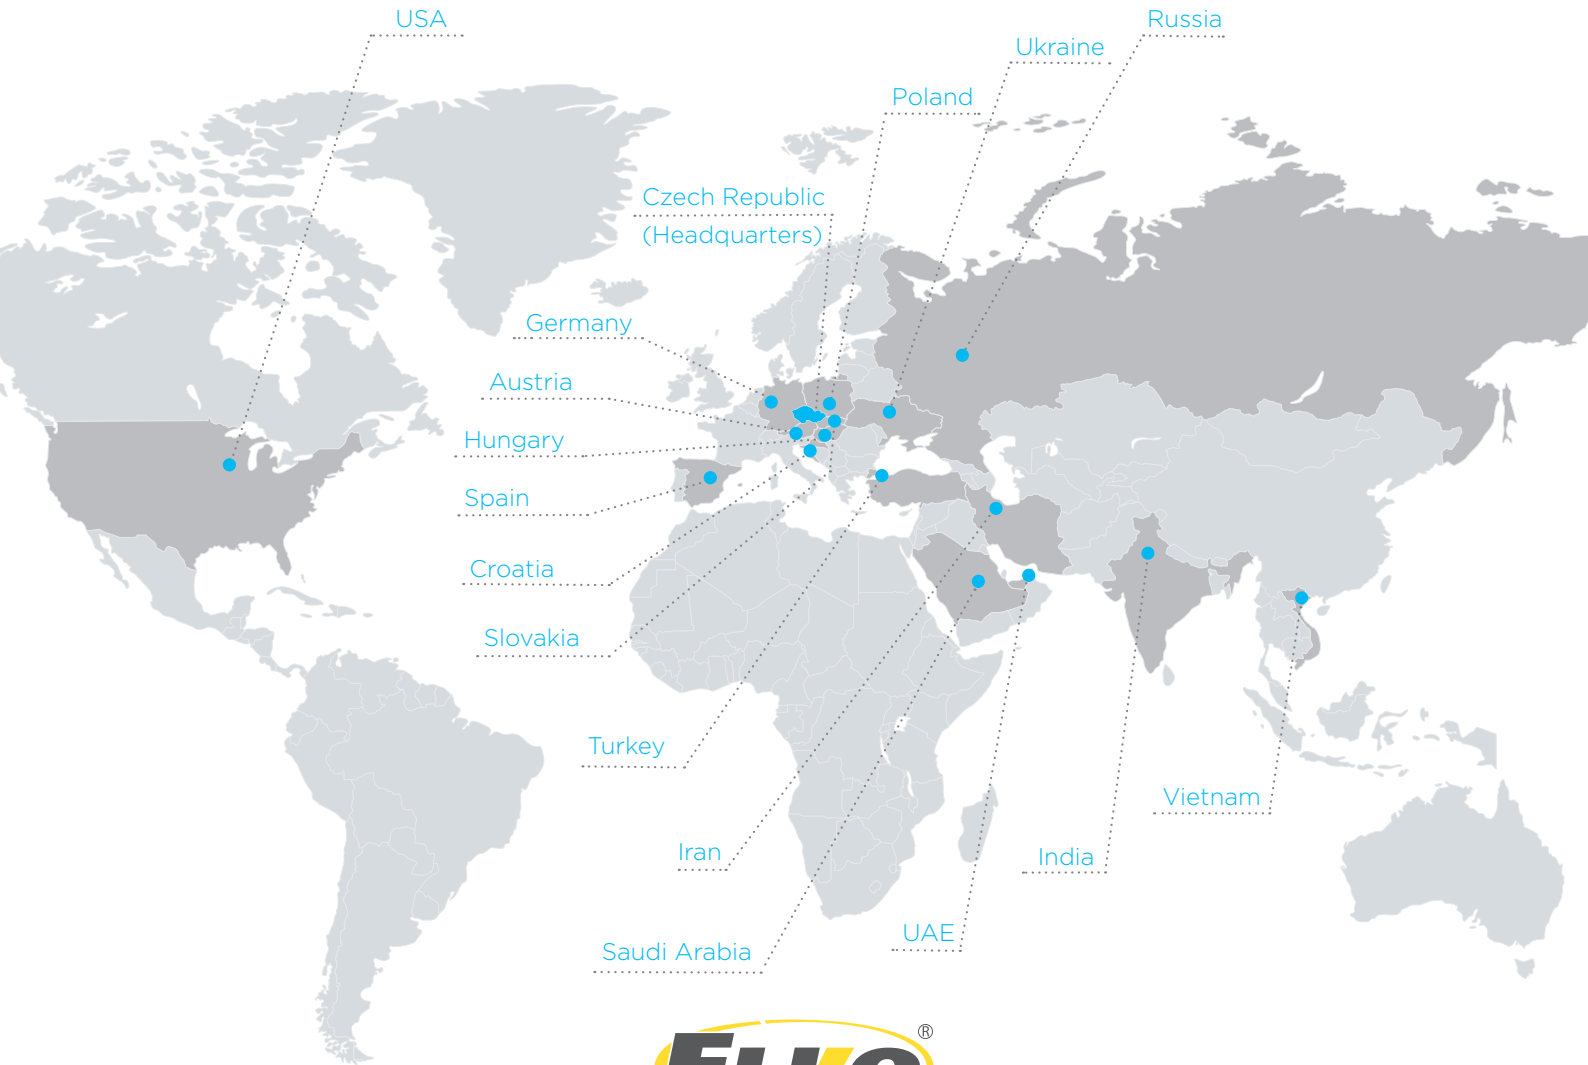 USA
Russia
Ukraine
Poland
Czech Republic
(Headquarters)
Germany
Austria
Hungary
Spain
Croatia
Slovakia
Turkey
Iran
Saudi Arabia
UAE
India
Vietnam
®